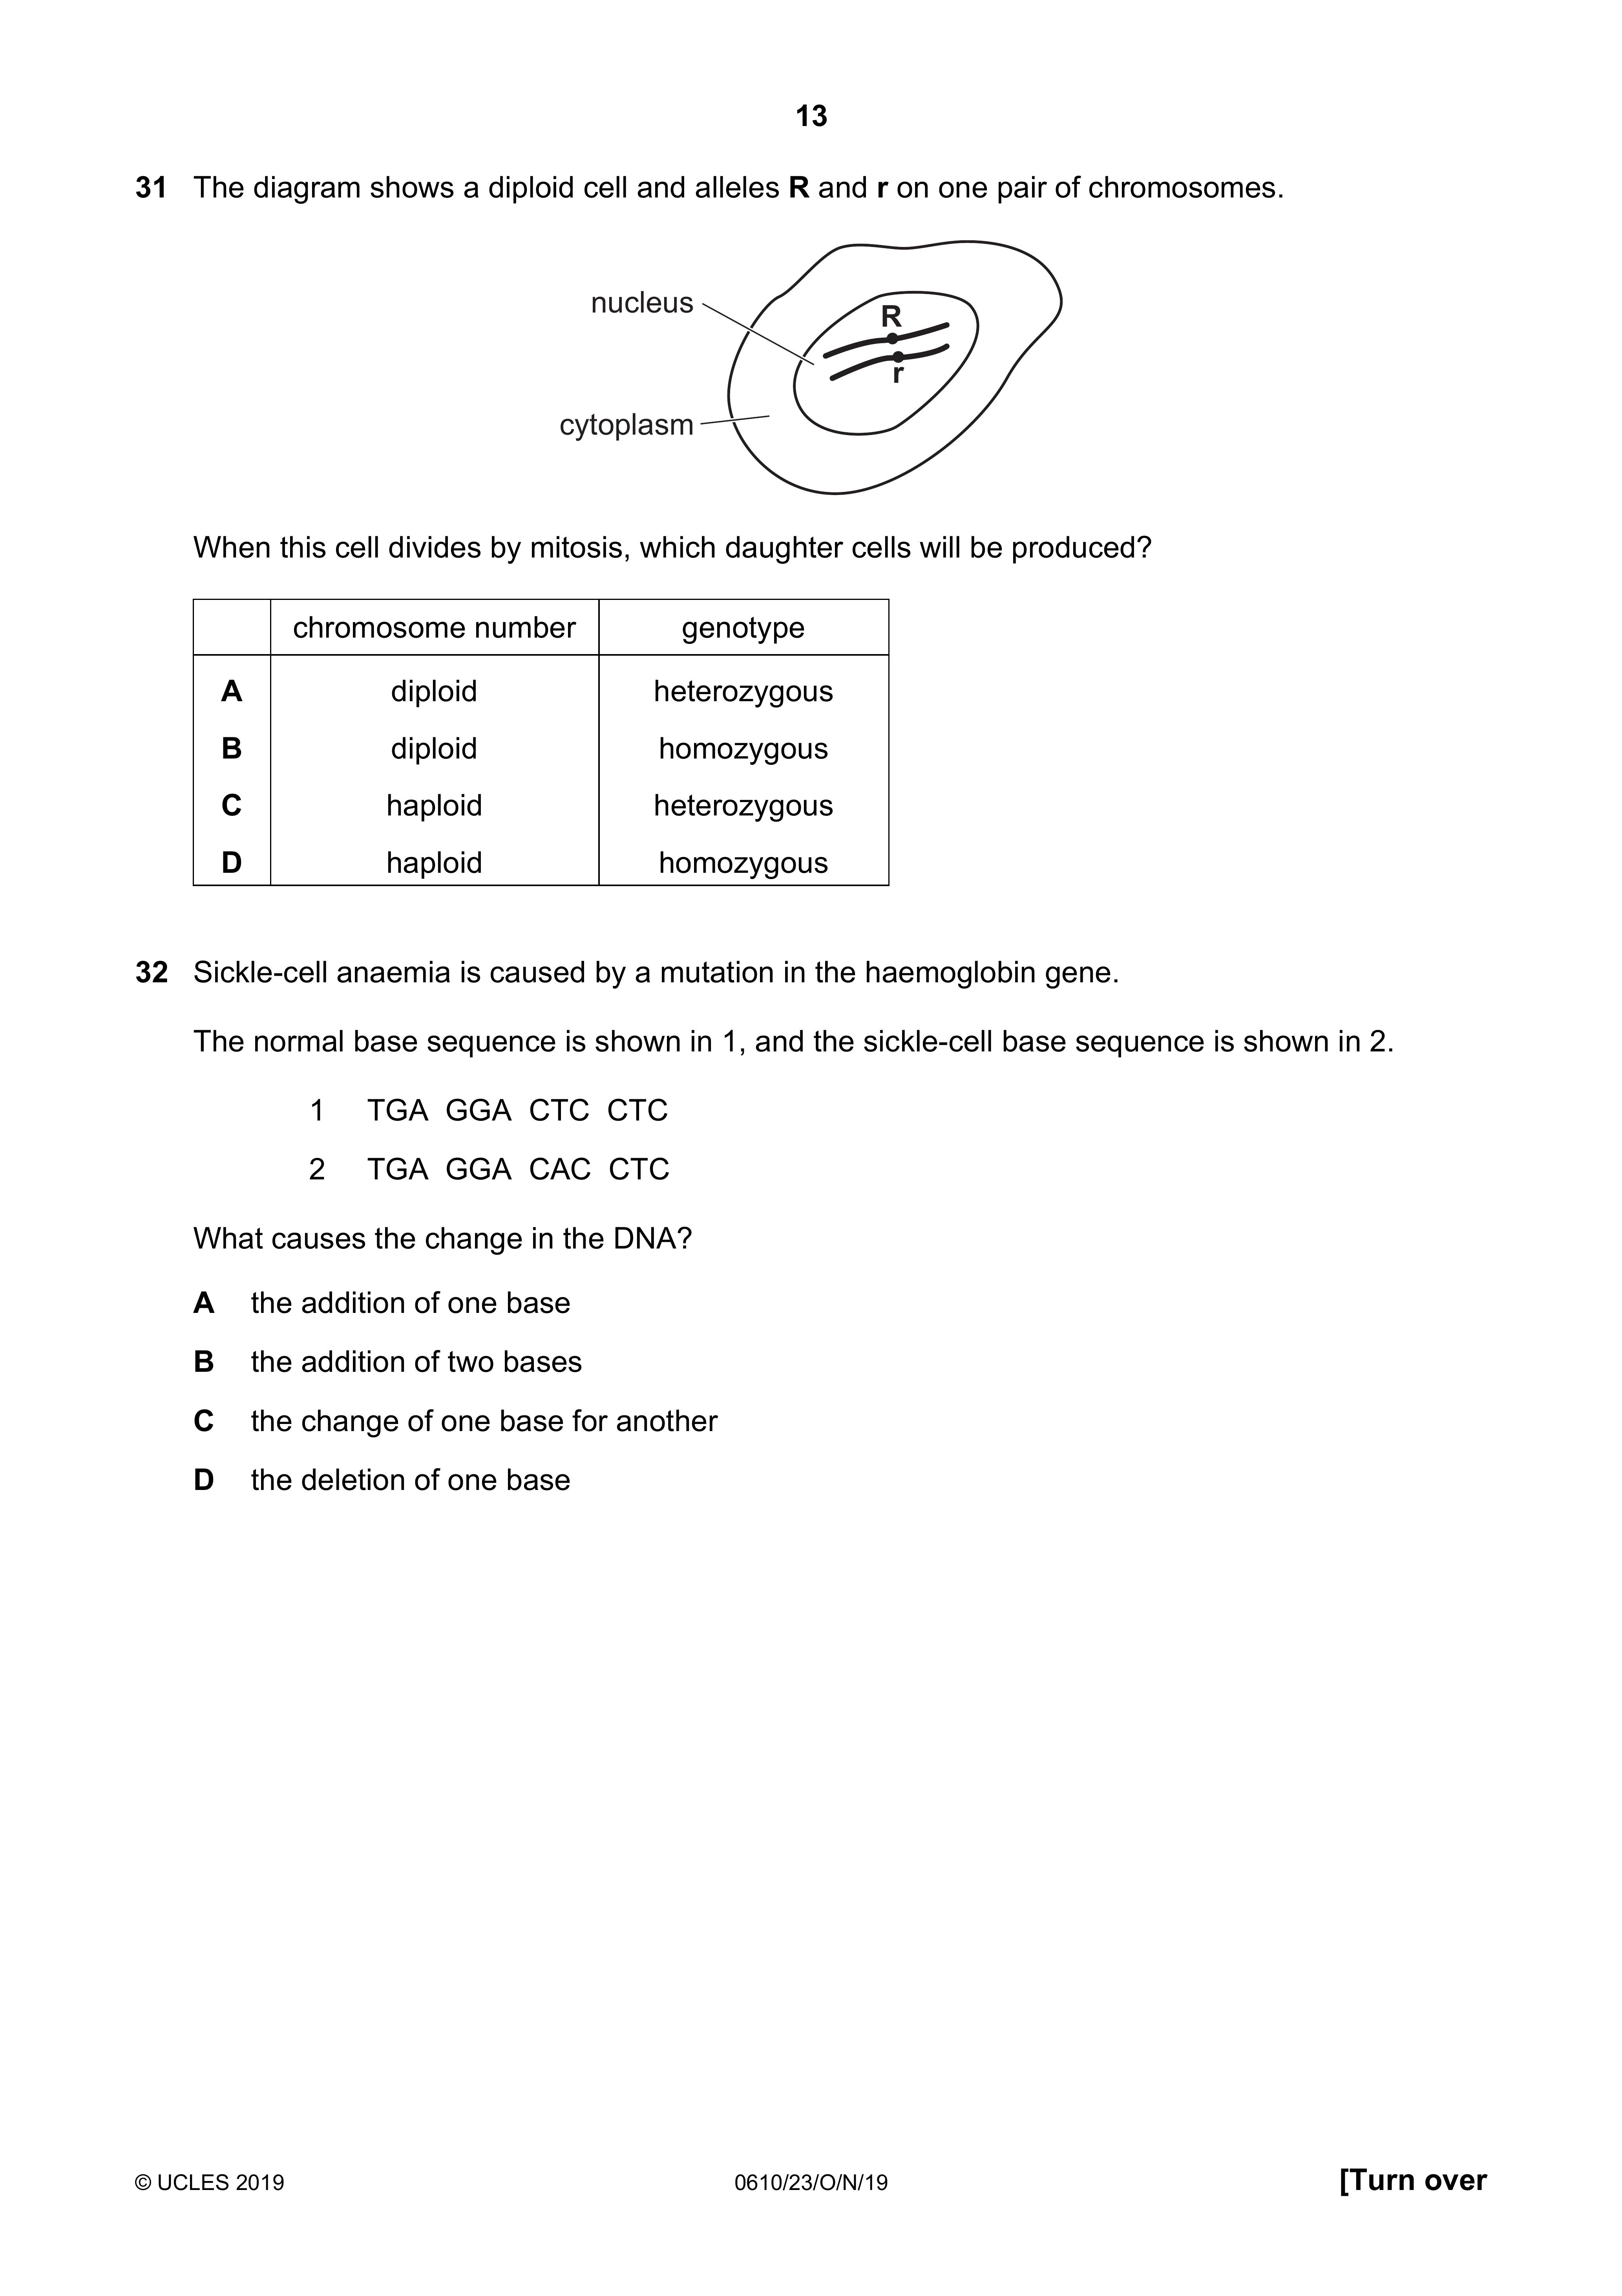 13
31 The diagram shows a diploid cell and alleles R and r on one pair of chromosomes.
R
nucleus
r
cytoplasm
When this cell divides by mitosis, which daughter cells will be produced?
chromosome number genotype
A diploid heterozygous
B diploid homozygous
C haploid heterozygous
D haploid homozygous
32 Sickle-cell anaemia is caused by a mutation in the haemoglobin gene.
The normal base sequence is shown in 1, and the sickle-cell base sequence is shown in 2.
1 TGA GGA CTC CTC
2 TGA GGA CAC CTC
What causes the change in the DNA?
A the addition of one base
B the addition of two bases
C the change of one base for another
D the deletion of one base
© UCLES 2019 0610/23/O/N/19 [Turn over